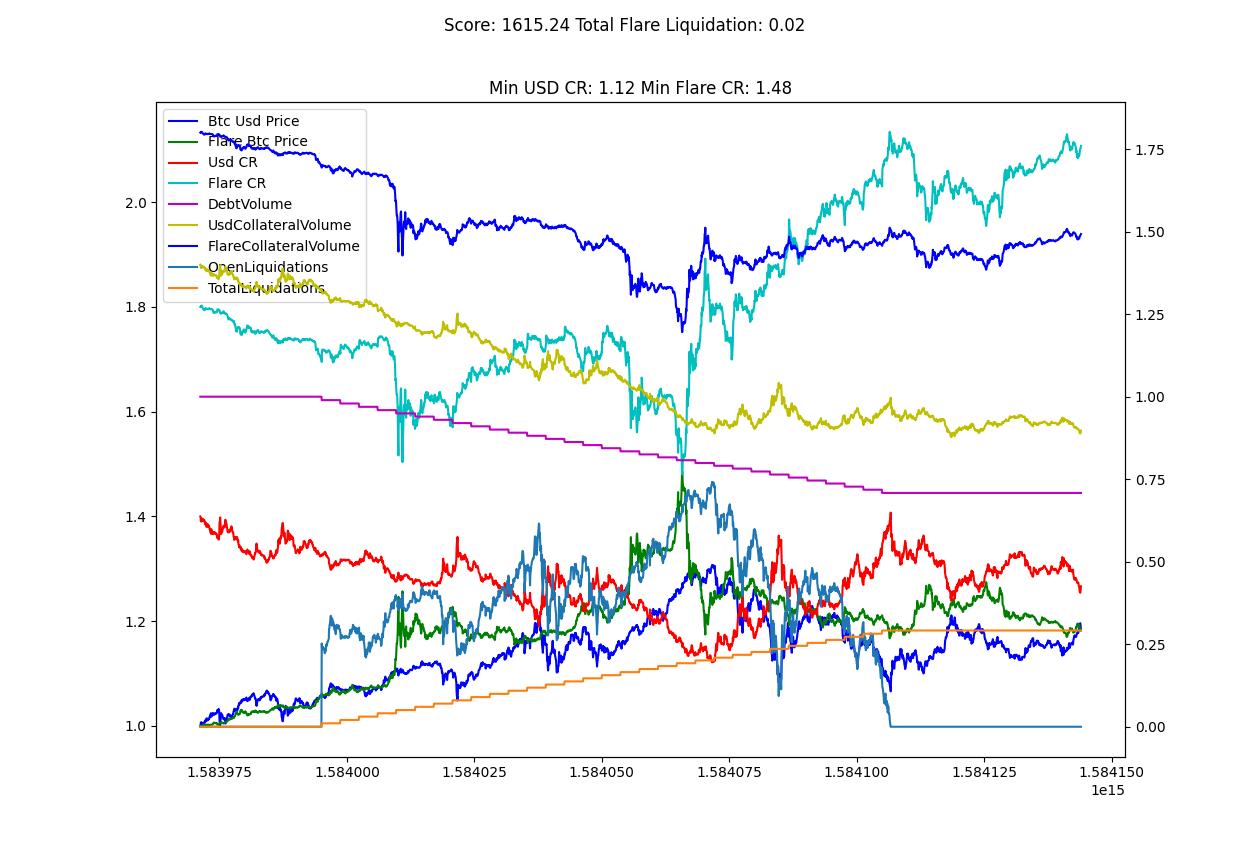 Score: 1615.24 Total Flare Liquidation: 0.02
Min USD CR: 1.12 Min Flare CR: 1.48
Btc Usd Price
Flare Btc Price
Usd CR
Flare CR
DebtVolume
UsdCollateralVolume
FlareCollateralVolume
OpenLiquidations
TotalLiquidations
2.0
1.8
1.6
1.4
1.2
1.0
1.75
1.50
1.25
1.00
0.75
0.50
0.25
0.00
1.583975 1.584000 1.584025 1.584050 1.584075 1.584100 1.584125 1.584150
1e15